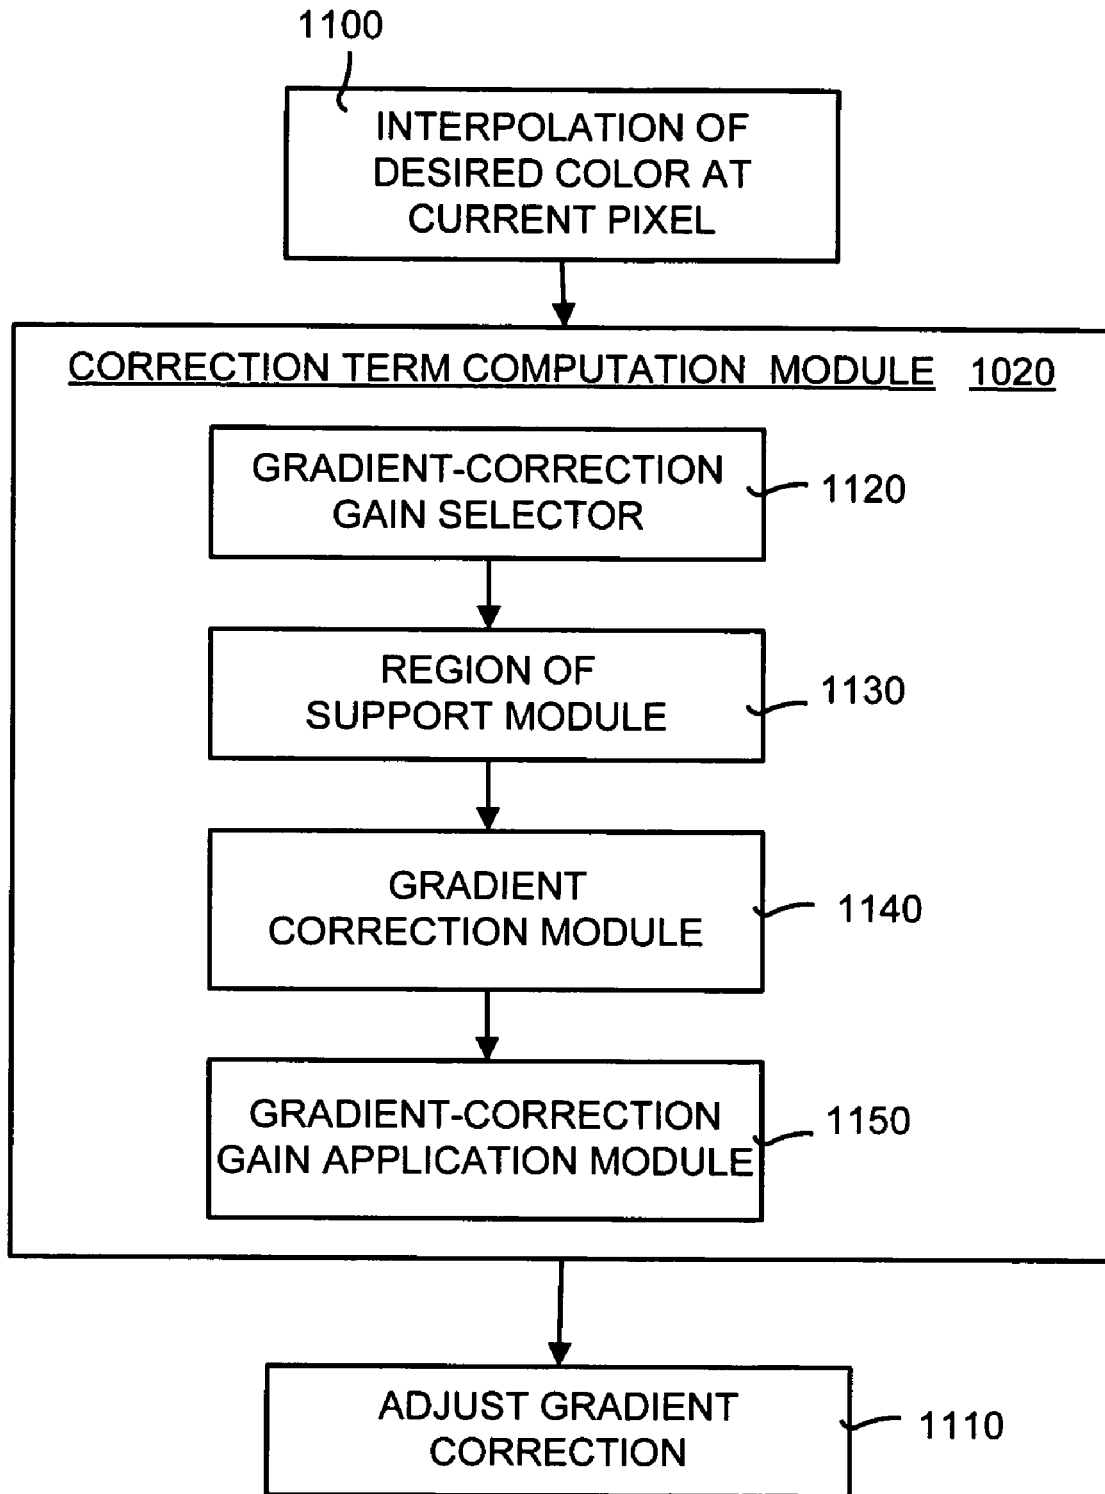 1100
INTERPOLATION OF
DESIRED COLOR AT
CURRENT PIXEL
CORRECTION TERM COMPUTATION MODULE 1020
GRADIENT-CORRECTION
GAIN SELECTOR
1120
REGION OF
SUPPORT MODULE
1130
GRADIENT
CORRECTION MODULE
1140
GRADIENT-CORRECTION
GAIN APPLICATION MODULE
1150
ADJUST GRADIENT
CORRECTION
1110